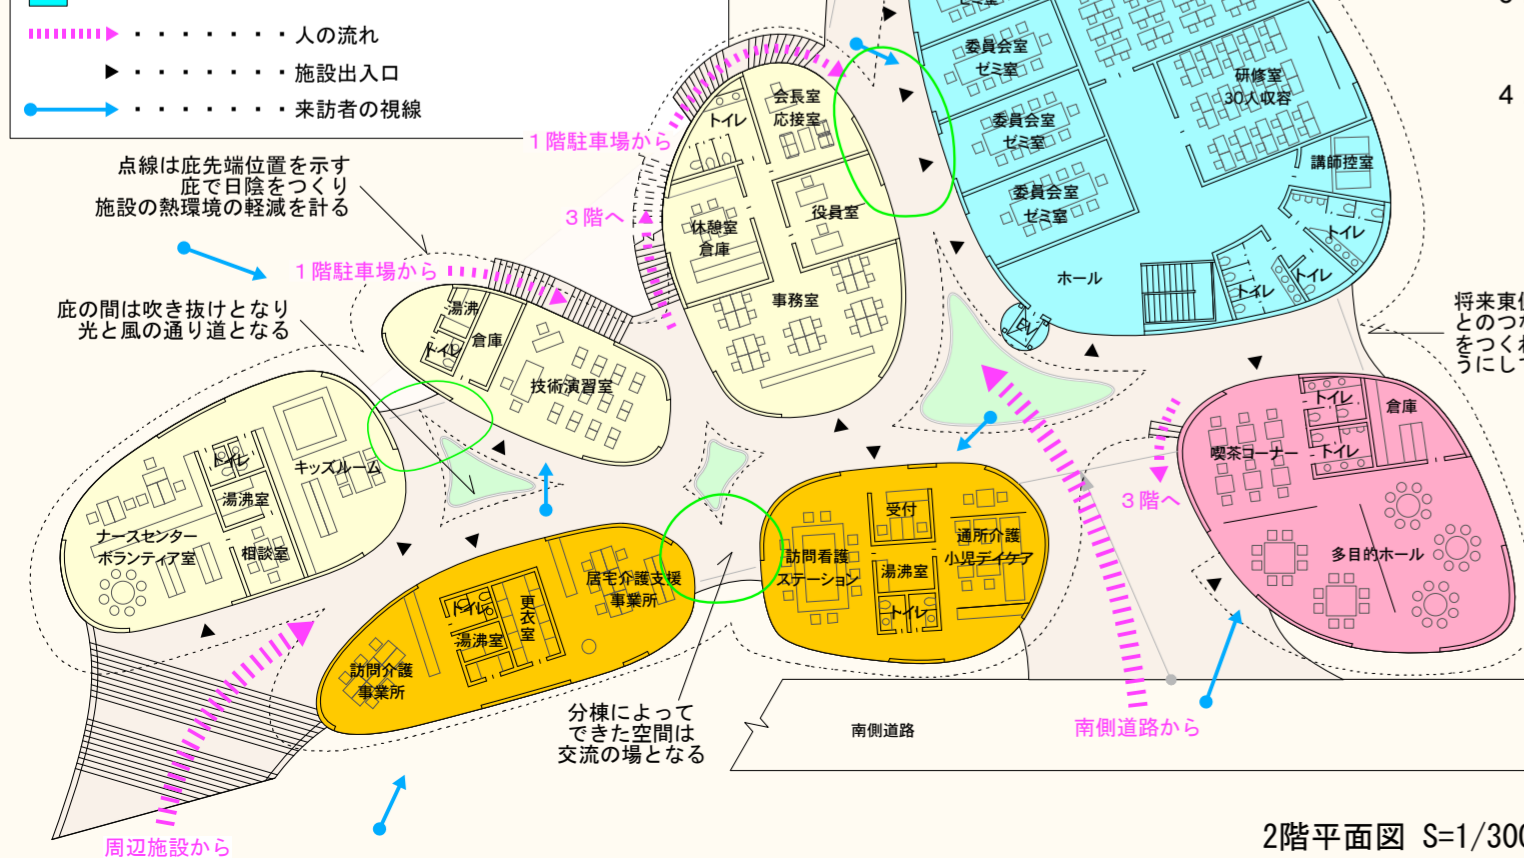 ・・・・・・・人の流れ
・・・・・・・施設出入口
・・・・・・・来訪者の視線
点線は庇先端位置を示す
庇で日陰をつくり
施設の熱環境の軽減を計る
庇の間は吹き抜けとなり
光と風の通り道となる
1階駐車場から
1階駐車場から
3階へ
トイレ
会長室
応接室
休憩室
倉庫
役員室
事務室
ゼミ室
委員会室
ゼミ室
委員会室
ゼミ室
委員会室
ゼミ室
研修室
30人収容
講師控室
トイレ
トイレ
トイレ
ホール
EV
4
湯沸
トイレ
倉庫
技術演習室
トイレ
湯沸室
キッズルーム
ナースセンター
ボランティア室
相談室
居宅介護支援
事業所
トイレ
湯沸室
更衣室
訪問介護
事業所
受付
訪問看護
ステーション
湯沸室
トイレ
通所介護
小児デイケア
トイレ
倉庫
喫茶コーナー
トイレ
多目的ホール
3階へ
将来東
とのつ
をつく
うにし
分棟によって
できた空間は
交流の場となる
南側道路
南側道路から
周辺施設から
2階平面図 S=1/300